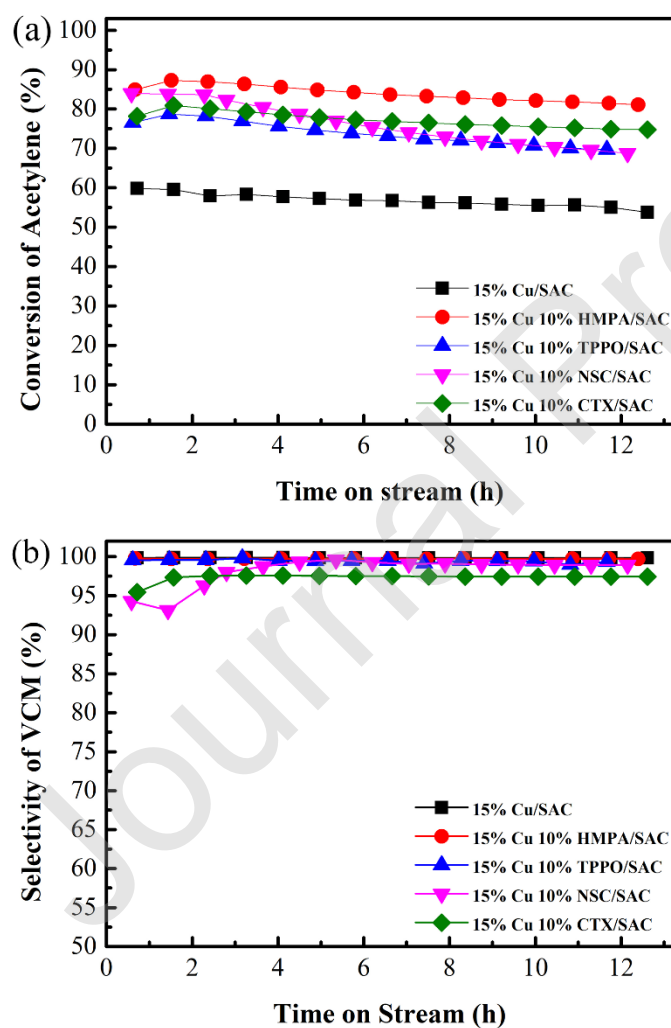 (a)
100
90
80
70
60
50
40
30
20
10
0
Conversion of Acetylene (%)
15% Cu/SAC
15% Cu 10% HMPA/SAC
15% Cu 10% TPPO/SAC
15% Cu 10% NSC/SAC
15% Cu 10% CTX/SAC
0 2 4 6 8 10 12
Time on stream (h)
(b)
100
95
90
85
80
75
70
65
60
55
50
Selectivity of VCM (%)
15% Cu/SAC
15% Cu 10% HMPA/SAC
15% Cu 10% TPPO/SAC
15% Cu 10% NSC/SAC
15% Cu 10% CTX/SAC
0 2 4 6 8 10 12
Time on Stream (h)
Journal Pre